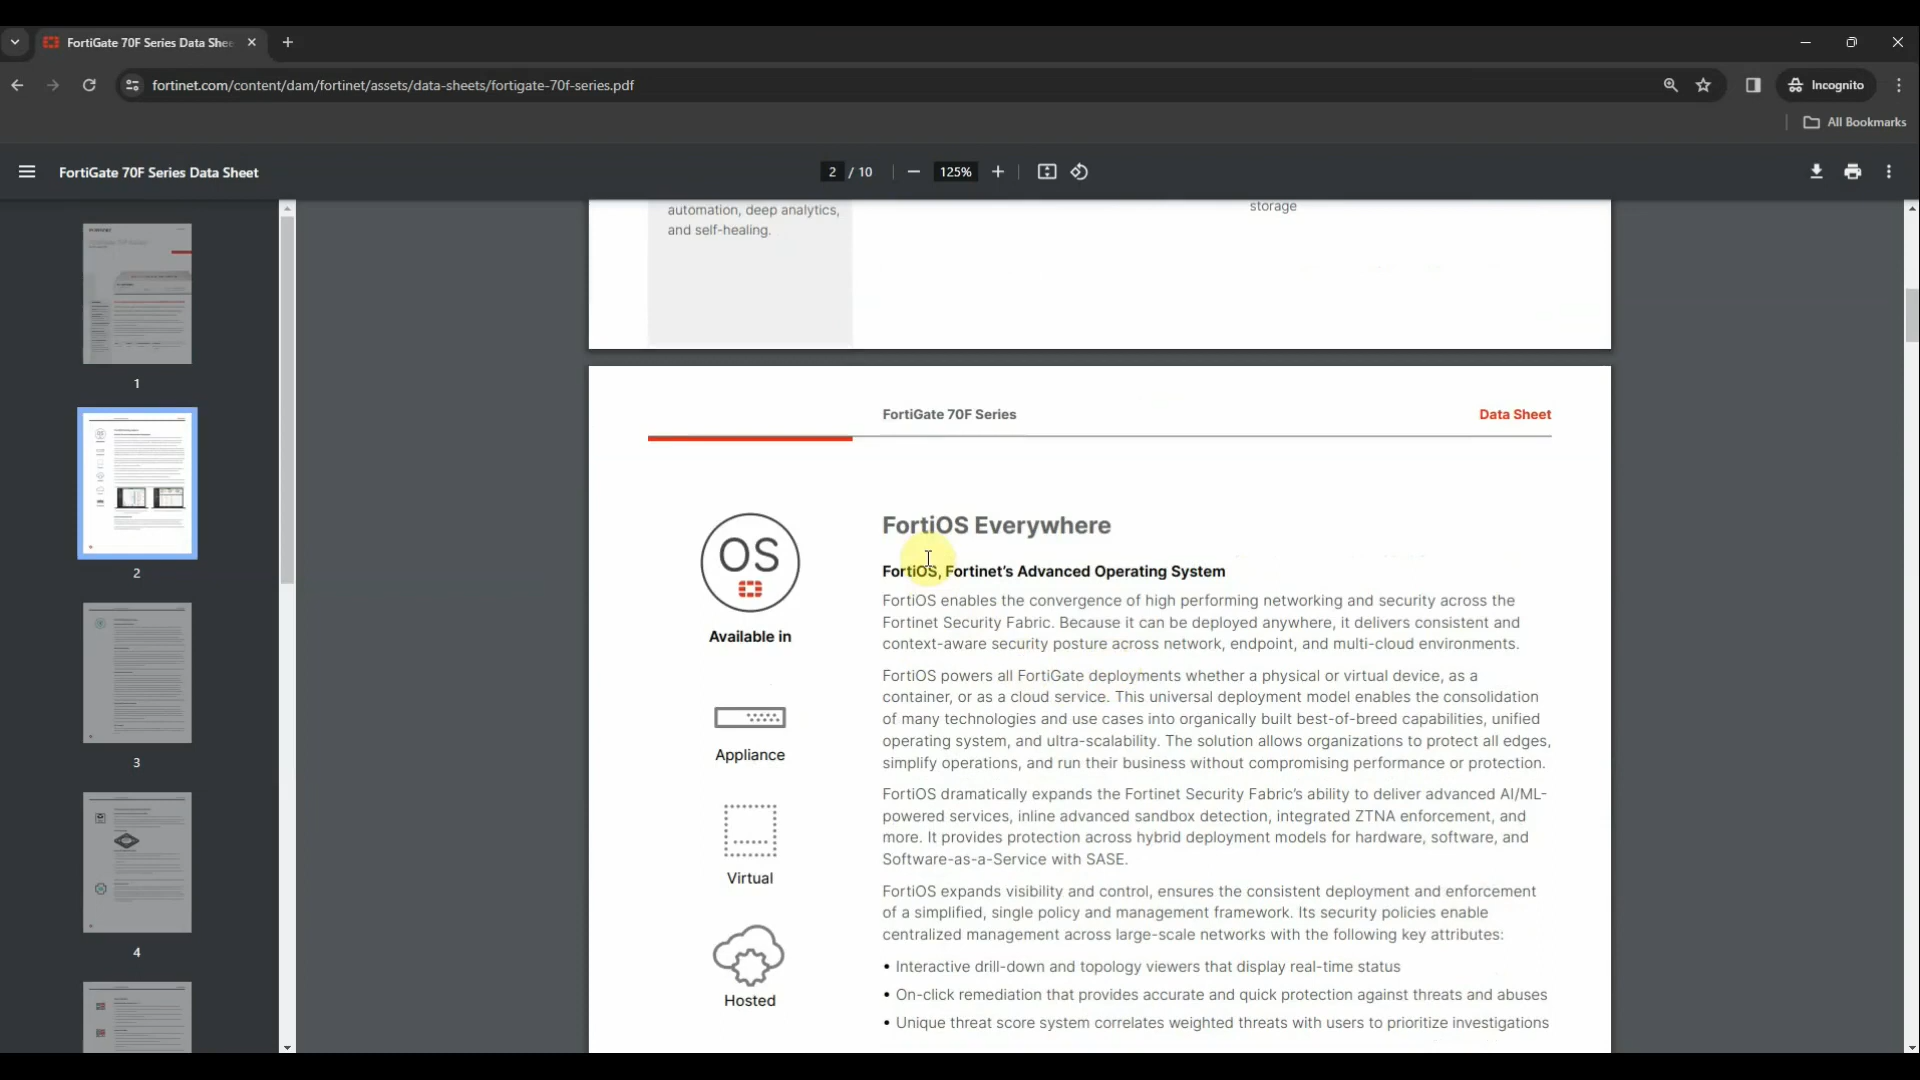 FortiGate 70F Series Data Shee
fortinet.com/content/dam/fortinet/assets/data-sheets/fortigate-70f-series.pdf
Incognito
All Bookmarks
FortiGate 70F Series Data Sheet
2 / 10
125%
1
2
3
4
automation, deep analytics,
and self-healing.
storage
FortiGate 70F Series
Data Sheet
OS
Available in
Appliance
Virtual
Hosted
FortiOS Everywhere
FortiOS, Fortinet's Advanced Operating System
FortiOS enables the convergence of high performing networking and security across the
Fortinet Security Fabric. Because it can be deployed anywhere, it delivers consistent and
context-aware security posture across network, endpoint, and multi-cloud environments.
FortiOS powers all FortiGate deployments whether a physical or virtual device, as a
container, or as a cloud service. This universal deployment model enables the consolidation
of many technologies and use cases into organically built best-of-breed capabilities, unified
operating system, and ultra-scalability. The solution allows organizations to protect all edges,
simplify operations, and run their business without compromising performance or protection.
FortiOS dramatically expands the Fortinet Security Fabric's ability to deliver advanced AI/ML-
powered services, inline advanced sandbox detection, integrated ZTNA enforcement, and
more. It provides protection across hybrid deployment models for hardware, software, and
Software-as-a-Service with SASE.
FortiOS expands visibility and control, ensures the consistent deployment and enforcement
of a simplified, single policy and management framework. Its security policies enable
centralized management across large-scale networks with the following key attributes:
• Interactive drill-down and topology viewers that display real-time status
• On-click remediation that provides accurate and quick protection against threats and abuses
• Unique threat score system correlates weighted threats with users to prioritize investigations